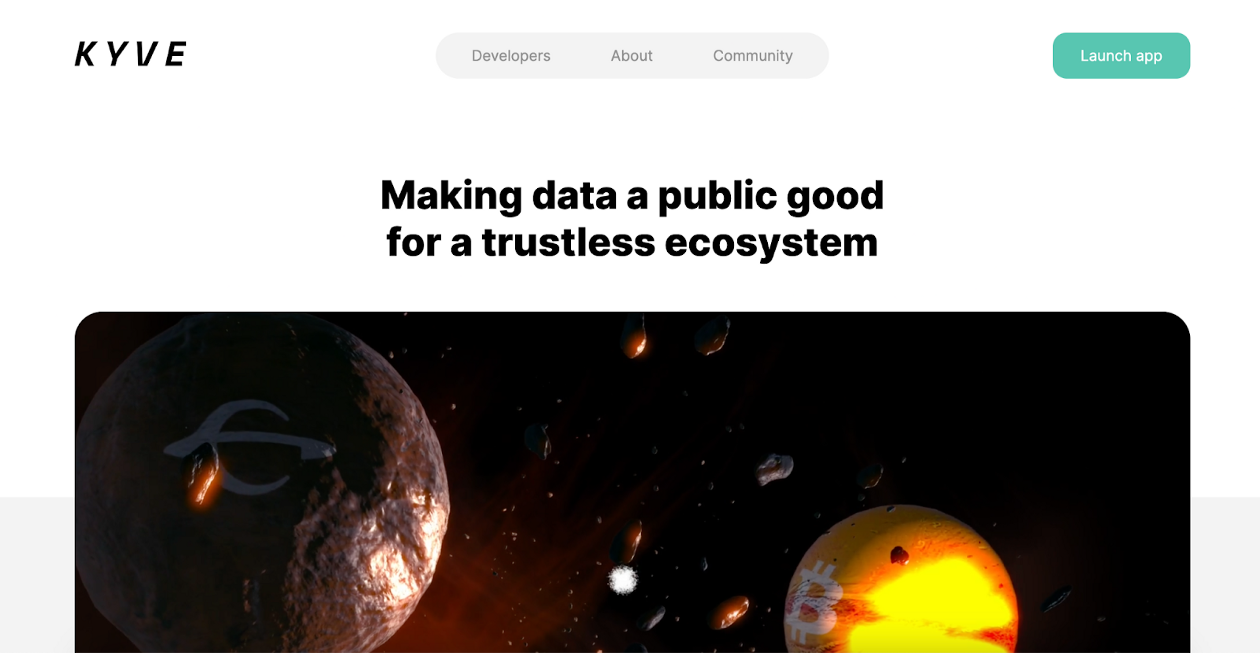 KYVE
Developers About Community
Launch app
Making data a public good
for a trustless ecosystem